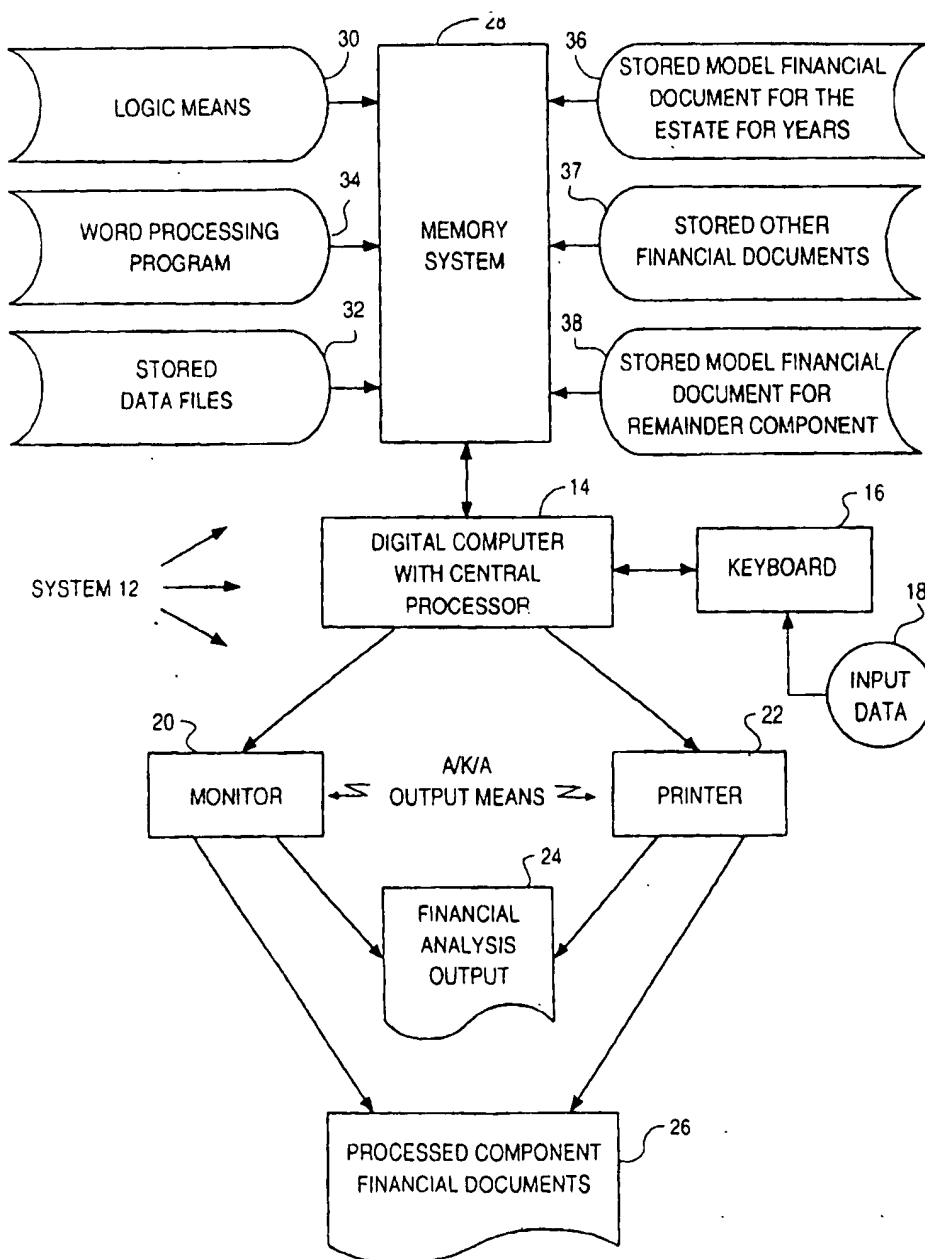 28
30
LOGIC MEANS
36
STORED MODEL FINANCIAL
DOCUMENT FOR THE
ESTATE FOR YEARS
34
WORD PROCESSING
PROGRAM
MEMORY
SYSTEM
37
STORED OTHER
FINANCIAL DOCUMENTS
32
STORED
DATA FILES
38
STORED MODEL FINANCIAL
DOCUMENT FOR
REMAINDER COMPONENT
14
DIGITAL COMPUTER
WITH CENTRAL
PROCESSOR
16
KEYBOARD
SYSTEM 12
18
INPUT
DATA
20
MONITOR
A/K/A
OUTPUT MEANS
22
PRINTER
24
FINANCIAL
ANALYSIS
OUTPUT
26
PROCESSED COMPONENT
FINANCIAL DOCUMENTS